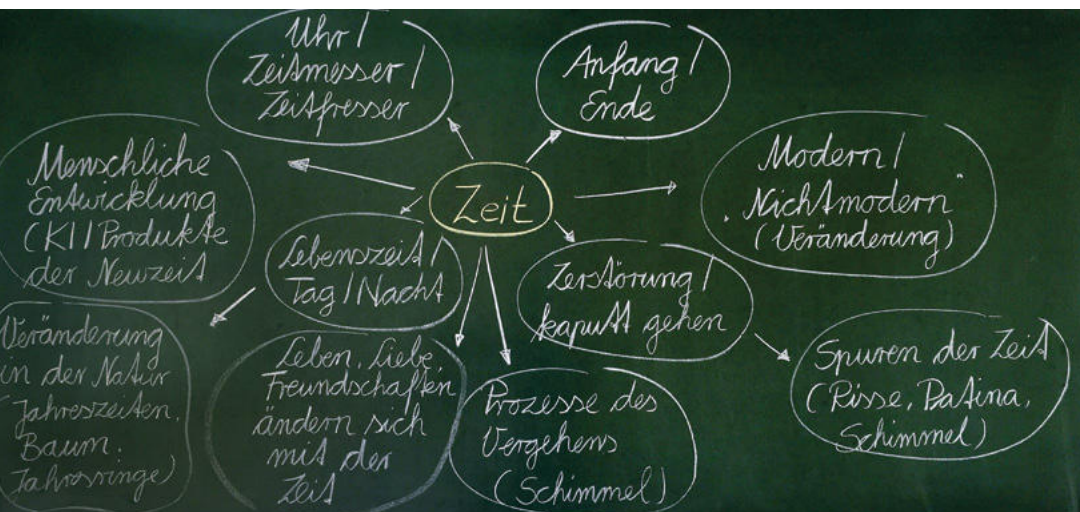 Uhr /
Zeitmesser /
Zeitfresser
Anfang /
Ende
Menschliche
Entwicklung
(KI / Produkte
der Neuzeit
Zeit
Modern /
"Nichtmodern"
(Veränderung)
Lebenszeit /
Tag / Nacht
Zerstörung /
kaputt gehen
Veränderung
in der Natur
(Jahreszeiten,
Baum:
Jahresringe)
Leben, Liebe,
Freundschaften
ändern sich
mit der
Zeit
Prozesse des
Vergehens
(Schimmel)
Spuren der Zeit
(Risse, Patina,
Schimmel)